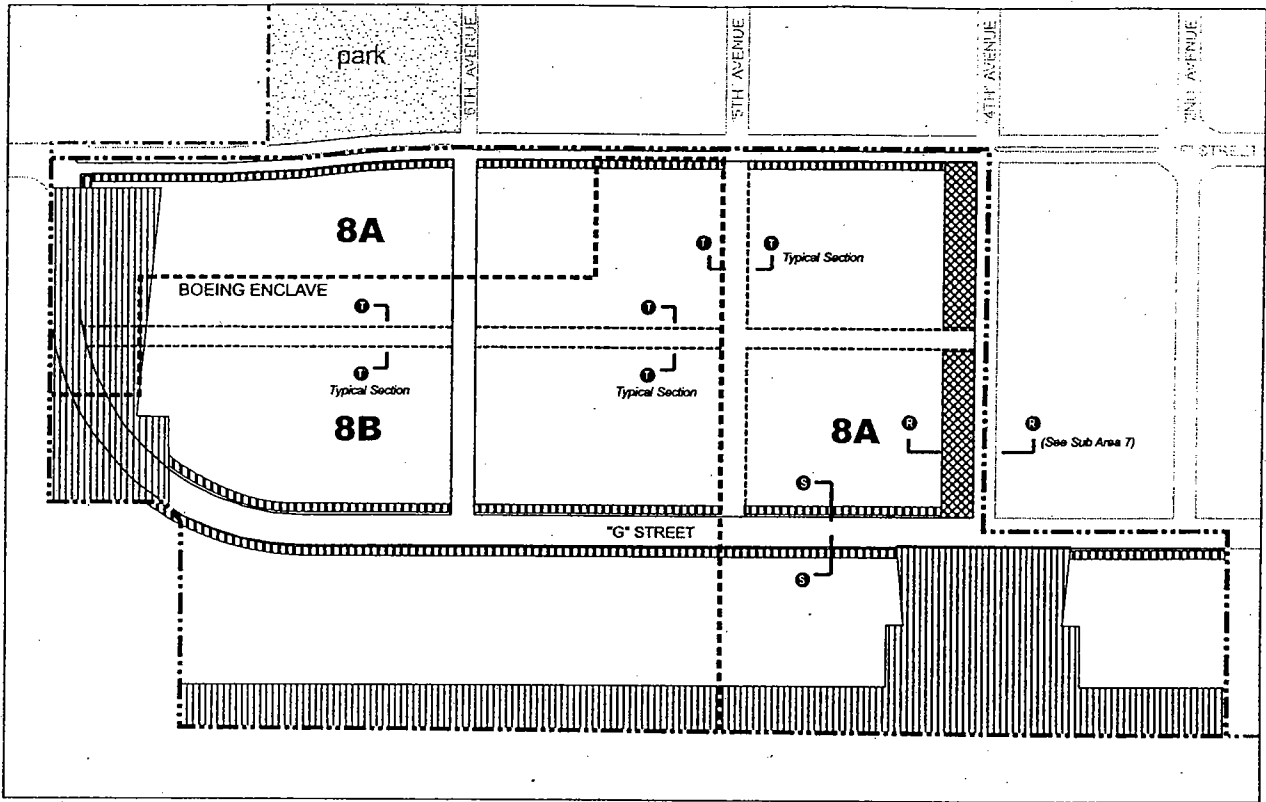 park
6TH AVENUE
5TH AVENUE
4TH AVENUE
2ND AVENUE
"F" STREET
8A
T
T
Typical Section
BOEING ENCLAVE
T
T
T
Typical Section
T
Typical Section
8B
8A
R
R
(See Sub Area 7)
S
"G" STREET
S